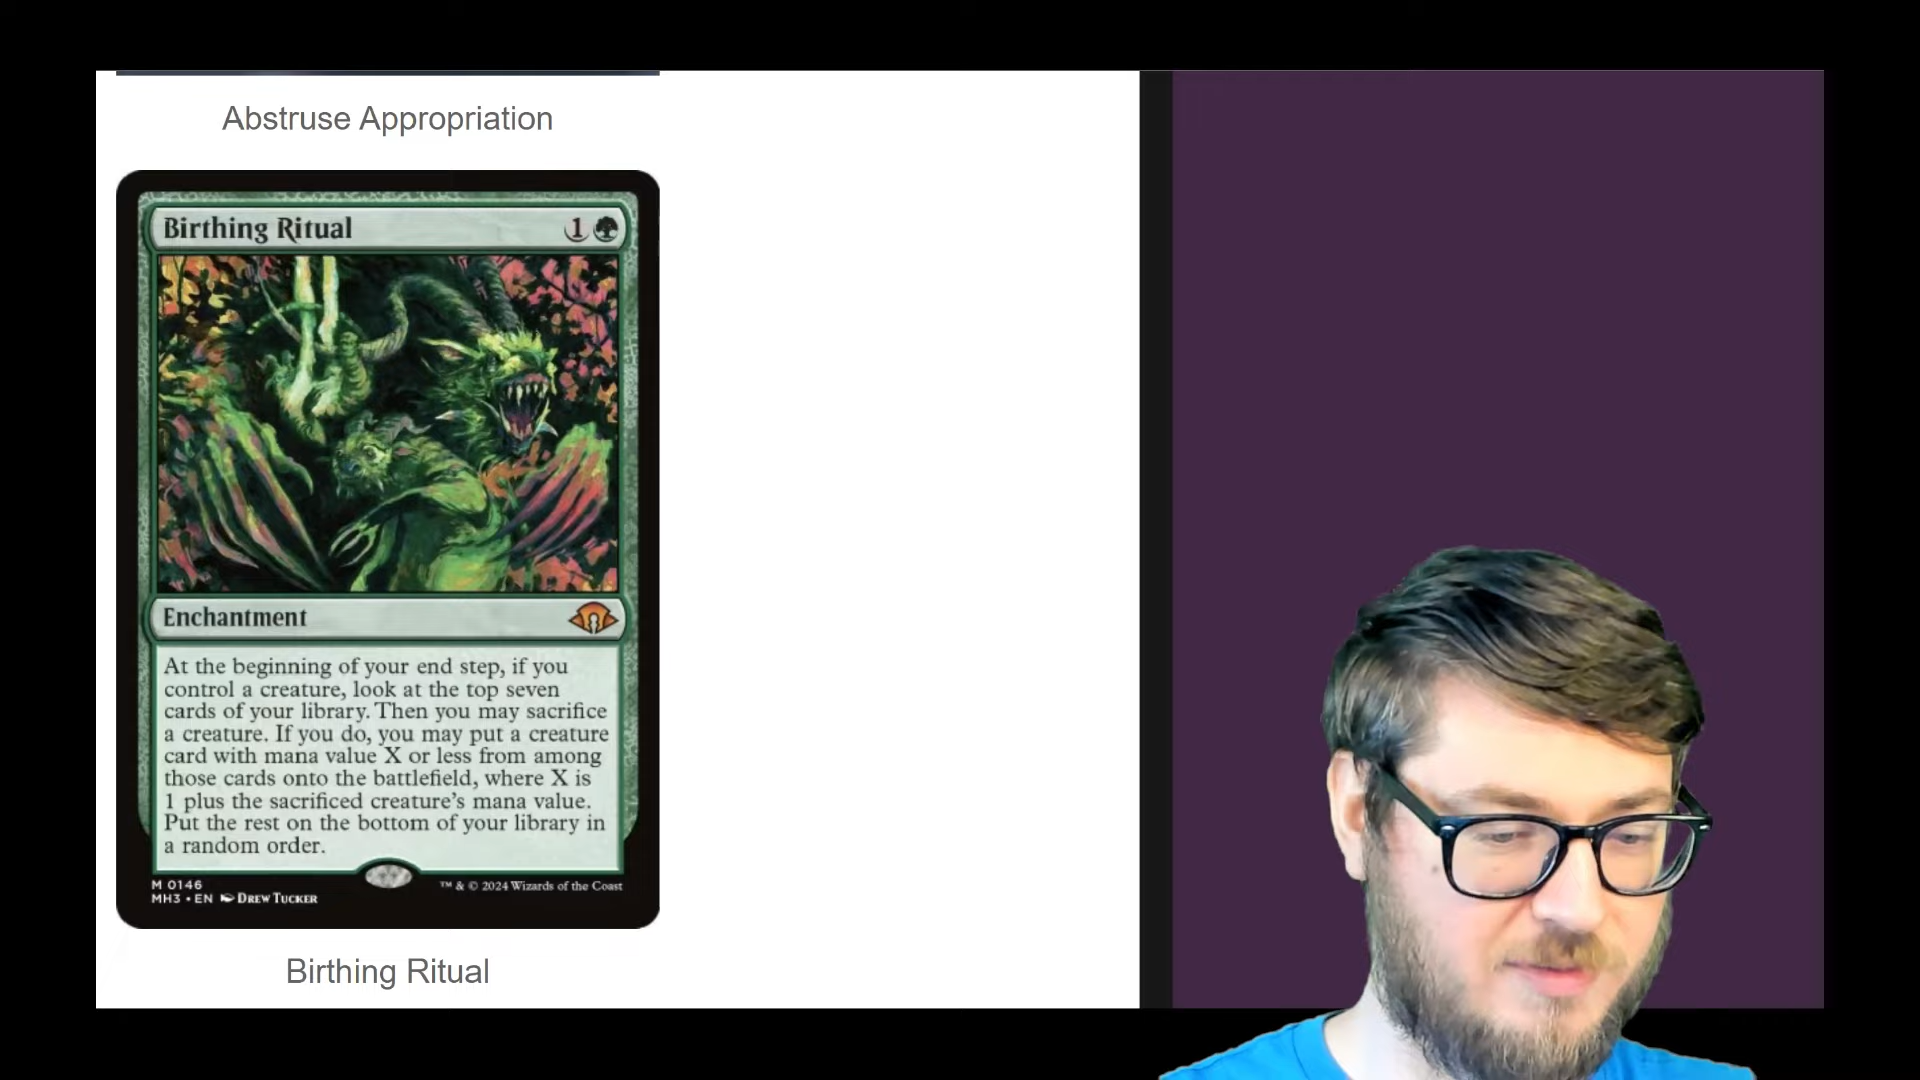 Abstruse Appropriation
Birthing Ritual 1
Enchantment
At the beginning of your end step, if you
control a creature, look at the top seven
cards of your library. Then you may sacrifice
a creature. If you do, you may put a creature
card with mana value X or less from among
those cards onto the battlefield, where X is
1 plus the sacrificed creature's mana value.
Put the rest on the bottom of your library in
a random order.
M 0146
MH3 • EN DREW TUCKER
™ & © 2024 Wizards of the Coast
Birthing Ritual